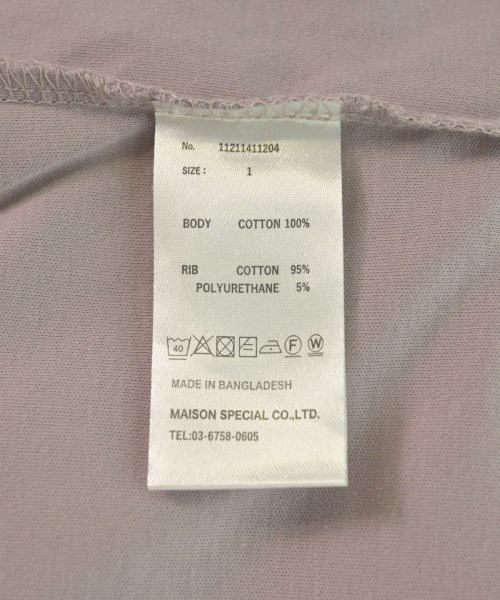 No. 11211411204
SIZE: 1
BODY COTTON 100%
RIB COTTON 95%
POLYURETHANE 5%
40 F W
MADE IN BANGLADESH
MAISON SPECIAL CO.,LTD.
TEL:03-6758-0605